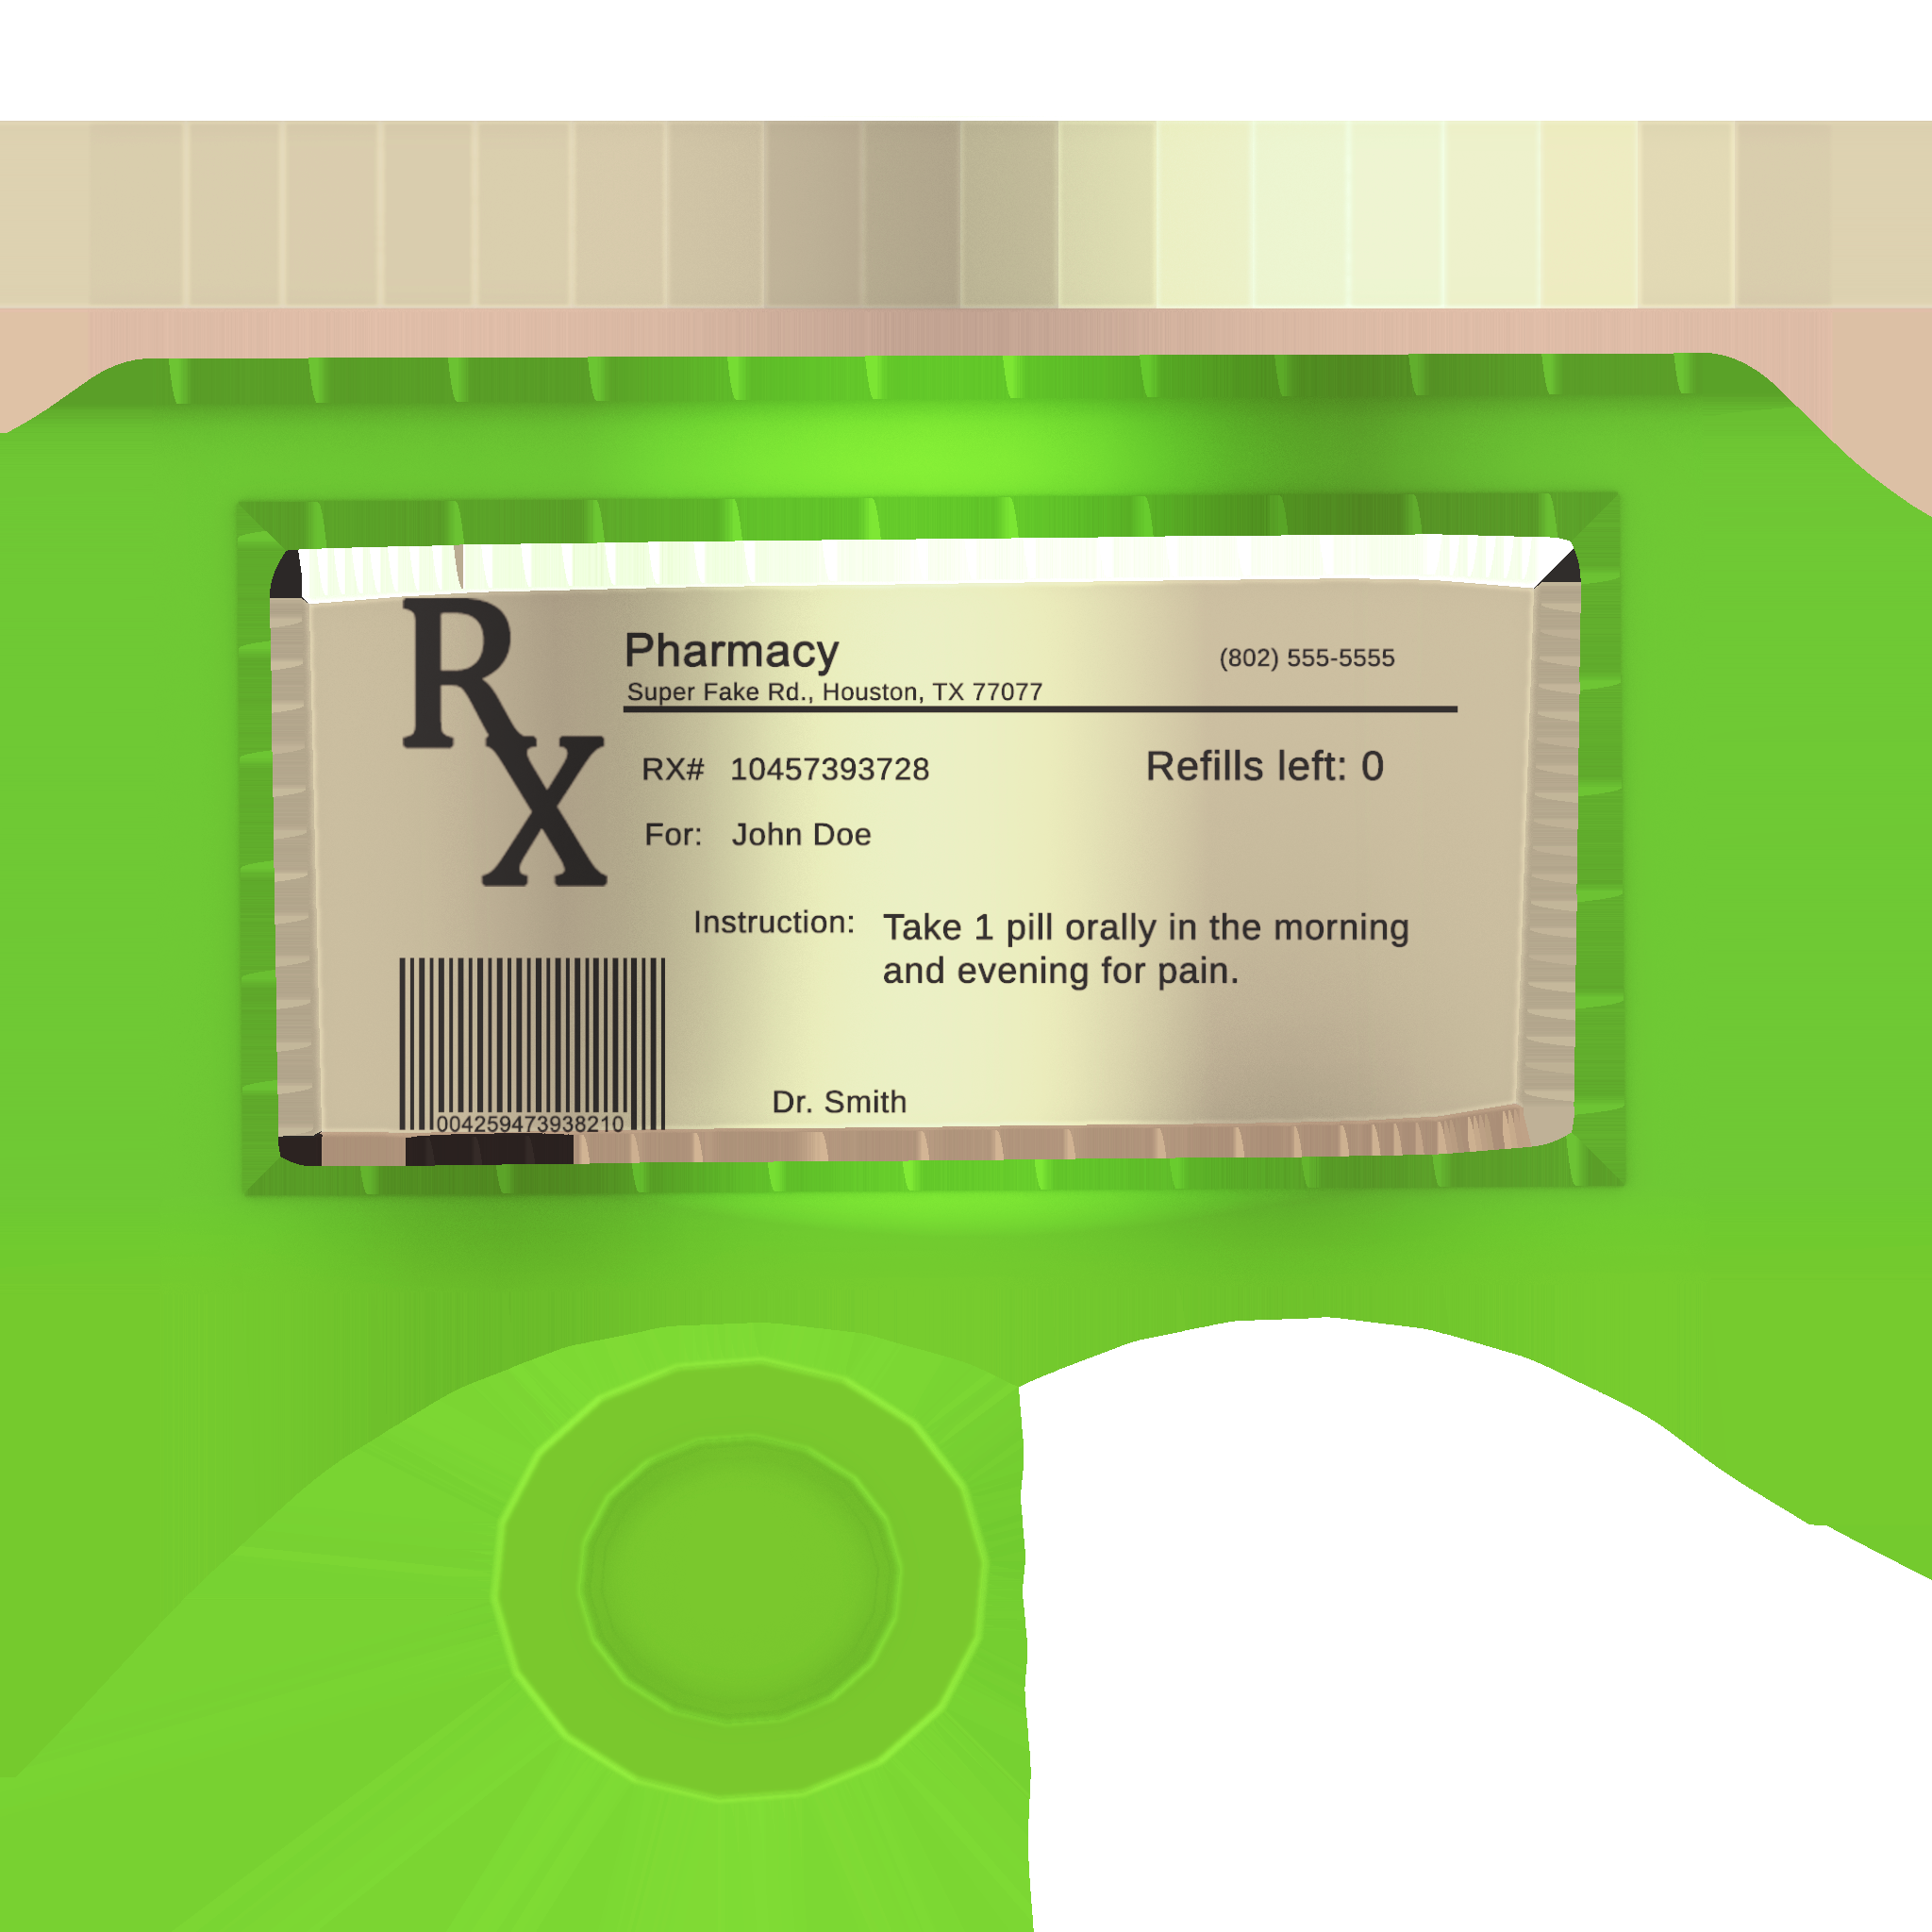 Rx
Pharmacy
(802) 555-5555
Super Fake Rd., Houston, TX 77077
RX# 10457393728
Refills left: 0
For: John Doe
Instruction: Take 1 pill orally in the morning
and evening for pain.
Dr. Smith
004259473938210